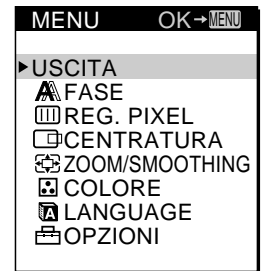 MENU OK→MENU
►USCITA
FASE
REG. PIXEL
CENTRATURA
ZOOM/SMOOTHING
COLORE
LANGUAGE
OPZIONI